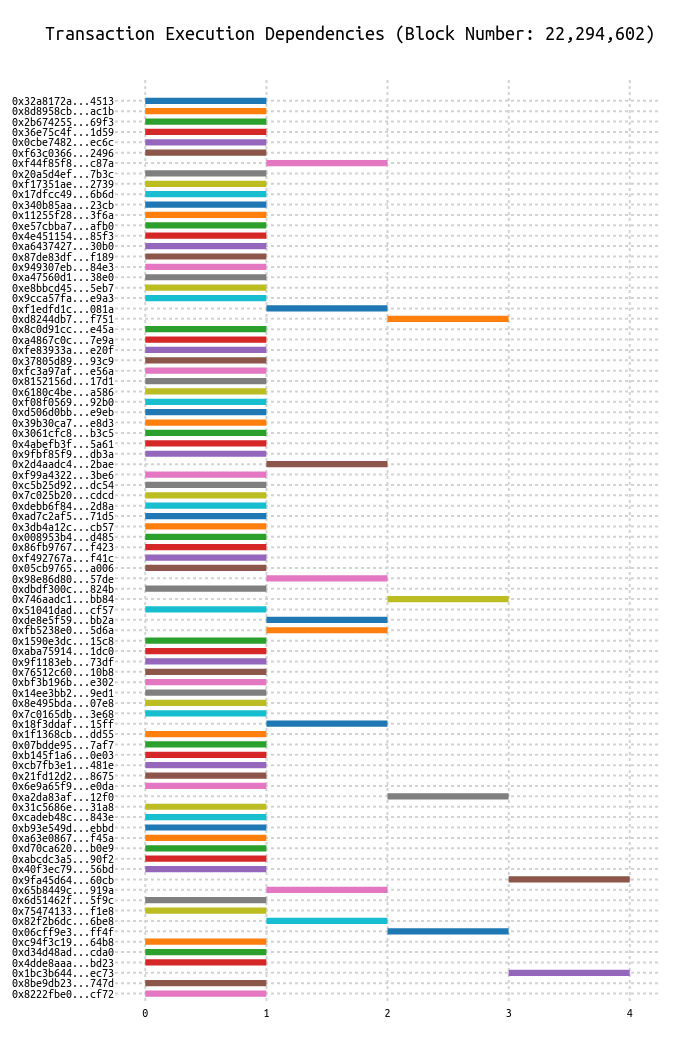 Transaction Execution Dependencies (Block Number: 22,294,602)
0x32a8172a...4513
0x8d8958cb...ac1b
0x2b674255...69f3
0x36e75c4f...1d59
0x0cbe7482...ec6c
0xf63c0366...2496
0xf44f85f8...c87a
0x20a5d4ef...7b3c
0xf17351ae...2739
0x17dfcc49...6b6d
0x340b85aa...23cb
0x11255f28...3f6a
0xe57cbba7...afb0
0x4e451154...85f3
0xa6437427...30b0
0x87de83df...f189
0x949307eb...84e3
0xa47560d1...38e0
0xe8bbcd45...5eb7
0x9cca57fa...e9a3
0xf1edfd1c...081a
0xd8244db7...f751
0x8c0d91cc...e45a
0xa4867c0c...7e9a
0xfe83933a...e20f
0x37805d89...93c9
0xfc3a97af...e56a
0x8152156d...17d1
0x6180c4be...a586
0xf08f0569...92b0
0xd506d0bb...e9eb
0x39b30ca7...e8d3
0x3061cfc8...b3c5
0x4abefb3f...5a61
0x9fbf85f9...db3a
0x2d4aadc4...2bae
0xf99a4322...3be6
0xc5b25d92...dc54
0x7c025b20...cdcd
0xdebb6f84...2d8a
0xad7c2af5...71d5
0x3db4a12c...cb57
0x008953b4...d485
0x86fb9767...f423
0xf492767a...f41c
0x05cb9765...a006
0x98e86d80...57de
0xdbdf300c...824b
0x746aadc1...bb84
0x51041dad...cf57
0xde8e5f59...bb2a
0xfb5238e0...5d6a
0x1590e3dc...15c8
0xaba75914...1dc0
0x9f1183eb...73df
0x76512c60...10b8
0xbf3b196b...e302
0x14ee3bb2...9ed1
0x8e495bda...07e8
0x7c0165db...3e68
0x18f3ddaf...15ff
0x1f1368cb...dd55
0x07bdde95...7af7
0xb145f1a6...0e03
0xcb7fb3e1...481e
0x21fd12d2...8675
0x6e9a65f9...e0da
0xa2da83af...12f0
0x31c5686e...31a8
0xcadeb48c...843e
0xb93e549d...ebbd
0xa63e0867...f45a
0xd70ca620...b0e9
0xabcdc3a5...90f2
0x40f3ec79...56bd
0x9fa45d64...60cb
0x65b8449c...919a
0x6d51462f...5f9c
0x75474133...f1e8
0x82f2b6dc...6be8
0x06cff9e3...ff4f
0xc94f3c19...64b8
0xd34d48ad...cda0
0x4dde8aaa...bd23
0x1bc3b644...ec73
0x8be9db23...747d
0x8222fbe0...cf72
0 1 2 3 4